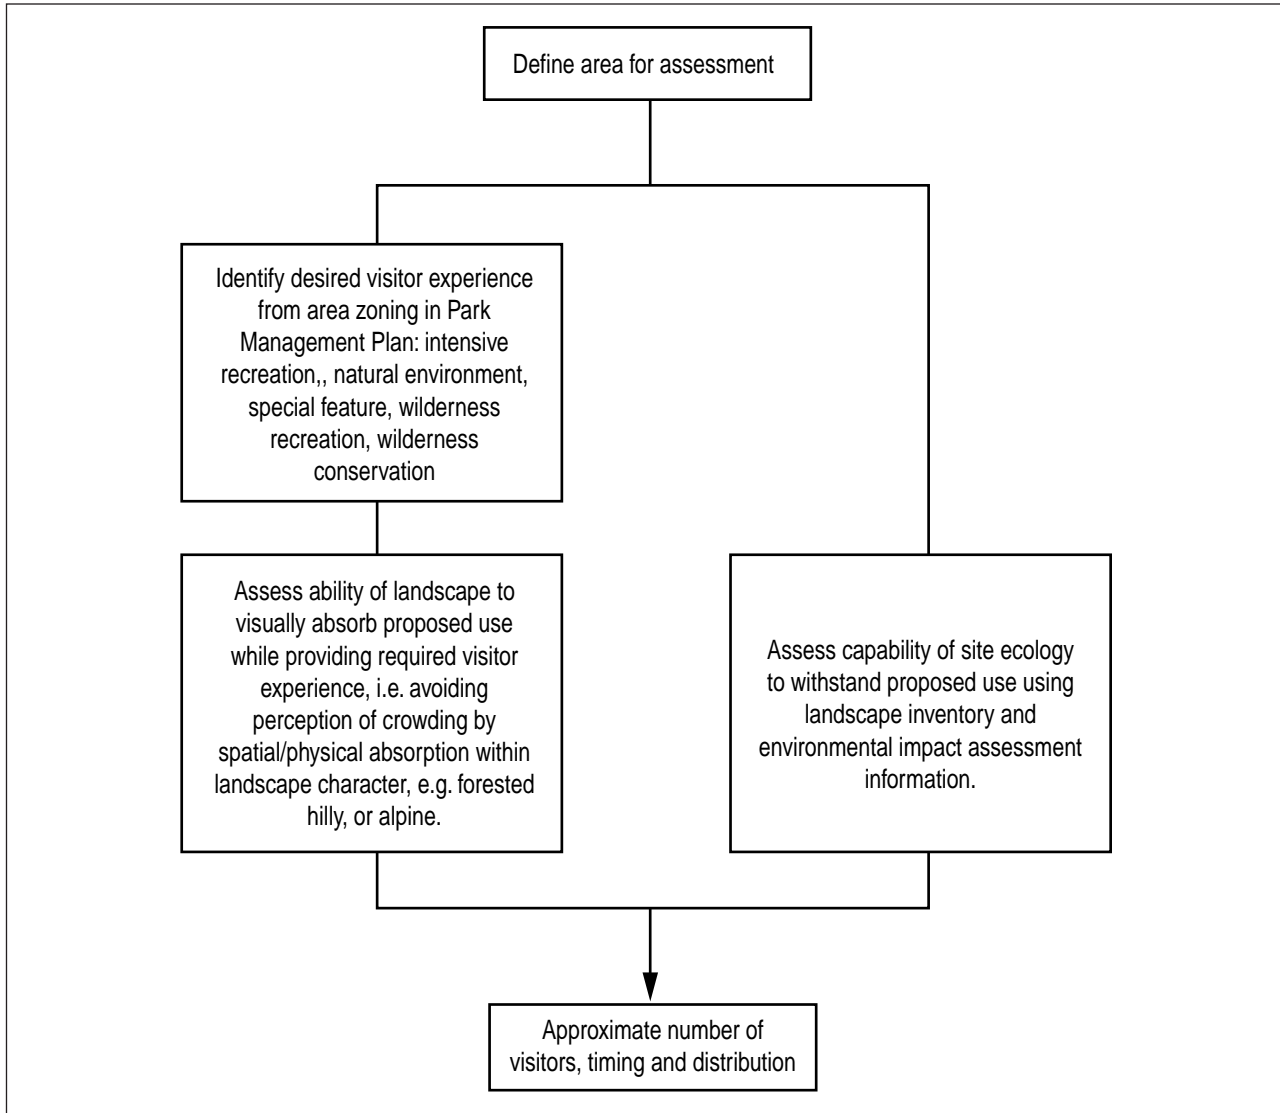 Define area for assessment
Identify desired visitor experience
from area zoning in Park
Management Plan: intensive
recreation,, natural environment,
special feature, wilderness
recreation, wilderness
conservation
Assess ability of landscape to
visually absorb proposed use
while providing required visitor
experience, i.e. avoiding
perception of crowding by
spatial/physical absorption within
landscape character, e.g. forested
hilly, or alpine.
Assess capability of site ecology
to withstand proposed use using
landscape inventory and
environmental impact assessment
information.
Approximate number of
visitors, timing and distribution